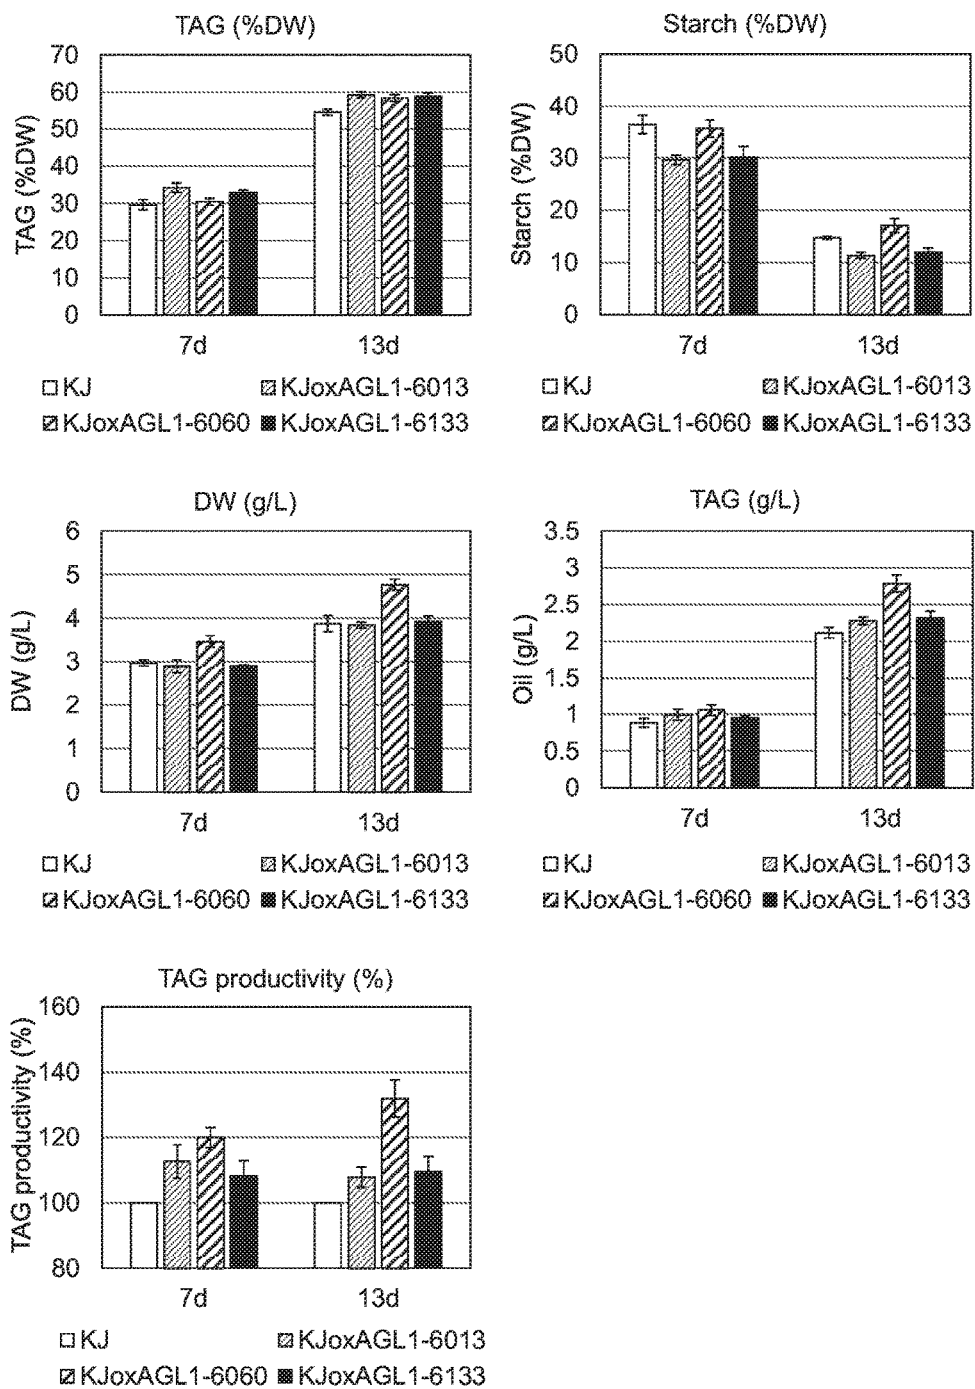 TAG (%DW)
TAG (%DW)
70
60
50
40
30
20
10
0
7d 13d
KJ KJoxAGL1-6013
KJoxAGL1-6060 KJoxAGL1-6133
Starch (%DW)
Starch (%DW)
50
40
30
20
10
0
7d 13d
KJ KJoxAGL1-6013
KJoxAGL1-6060 KJoxAGL1-6133
DW (g/L)
DW (g/L)
6
5
4
3
2
1
0
7d 13d
KJ KJoxAGL1-6013
KJoxAGL1-6060 KJoxAGL1-6133
TAG (g/L)
Oil (g/L)
3.5
3
2.5
2
1.5
1
0.5
0
7d 13d
KJ KJoxAGL1-6013
KJoxAGL1-6060 KJoxAGL1-6133
TAG productivity (%)
TAG productivity (%)
160
140
120
100
80
7d 13d
KJ KJoxAGL1-6013
KJoxAGL1-6060 KJoxAGL1-6133